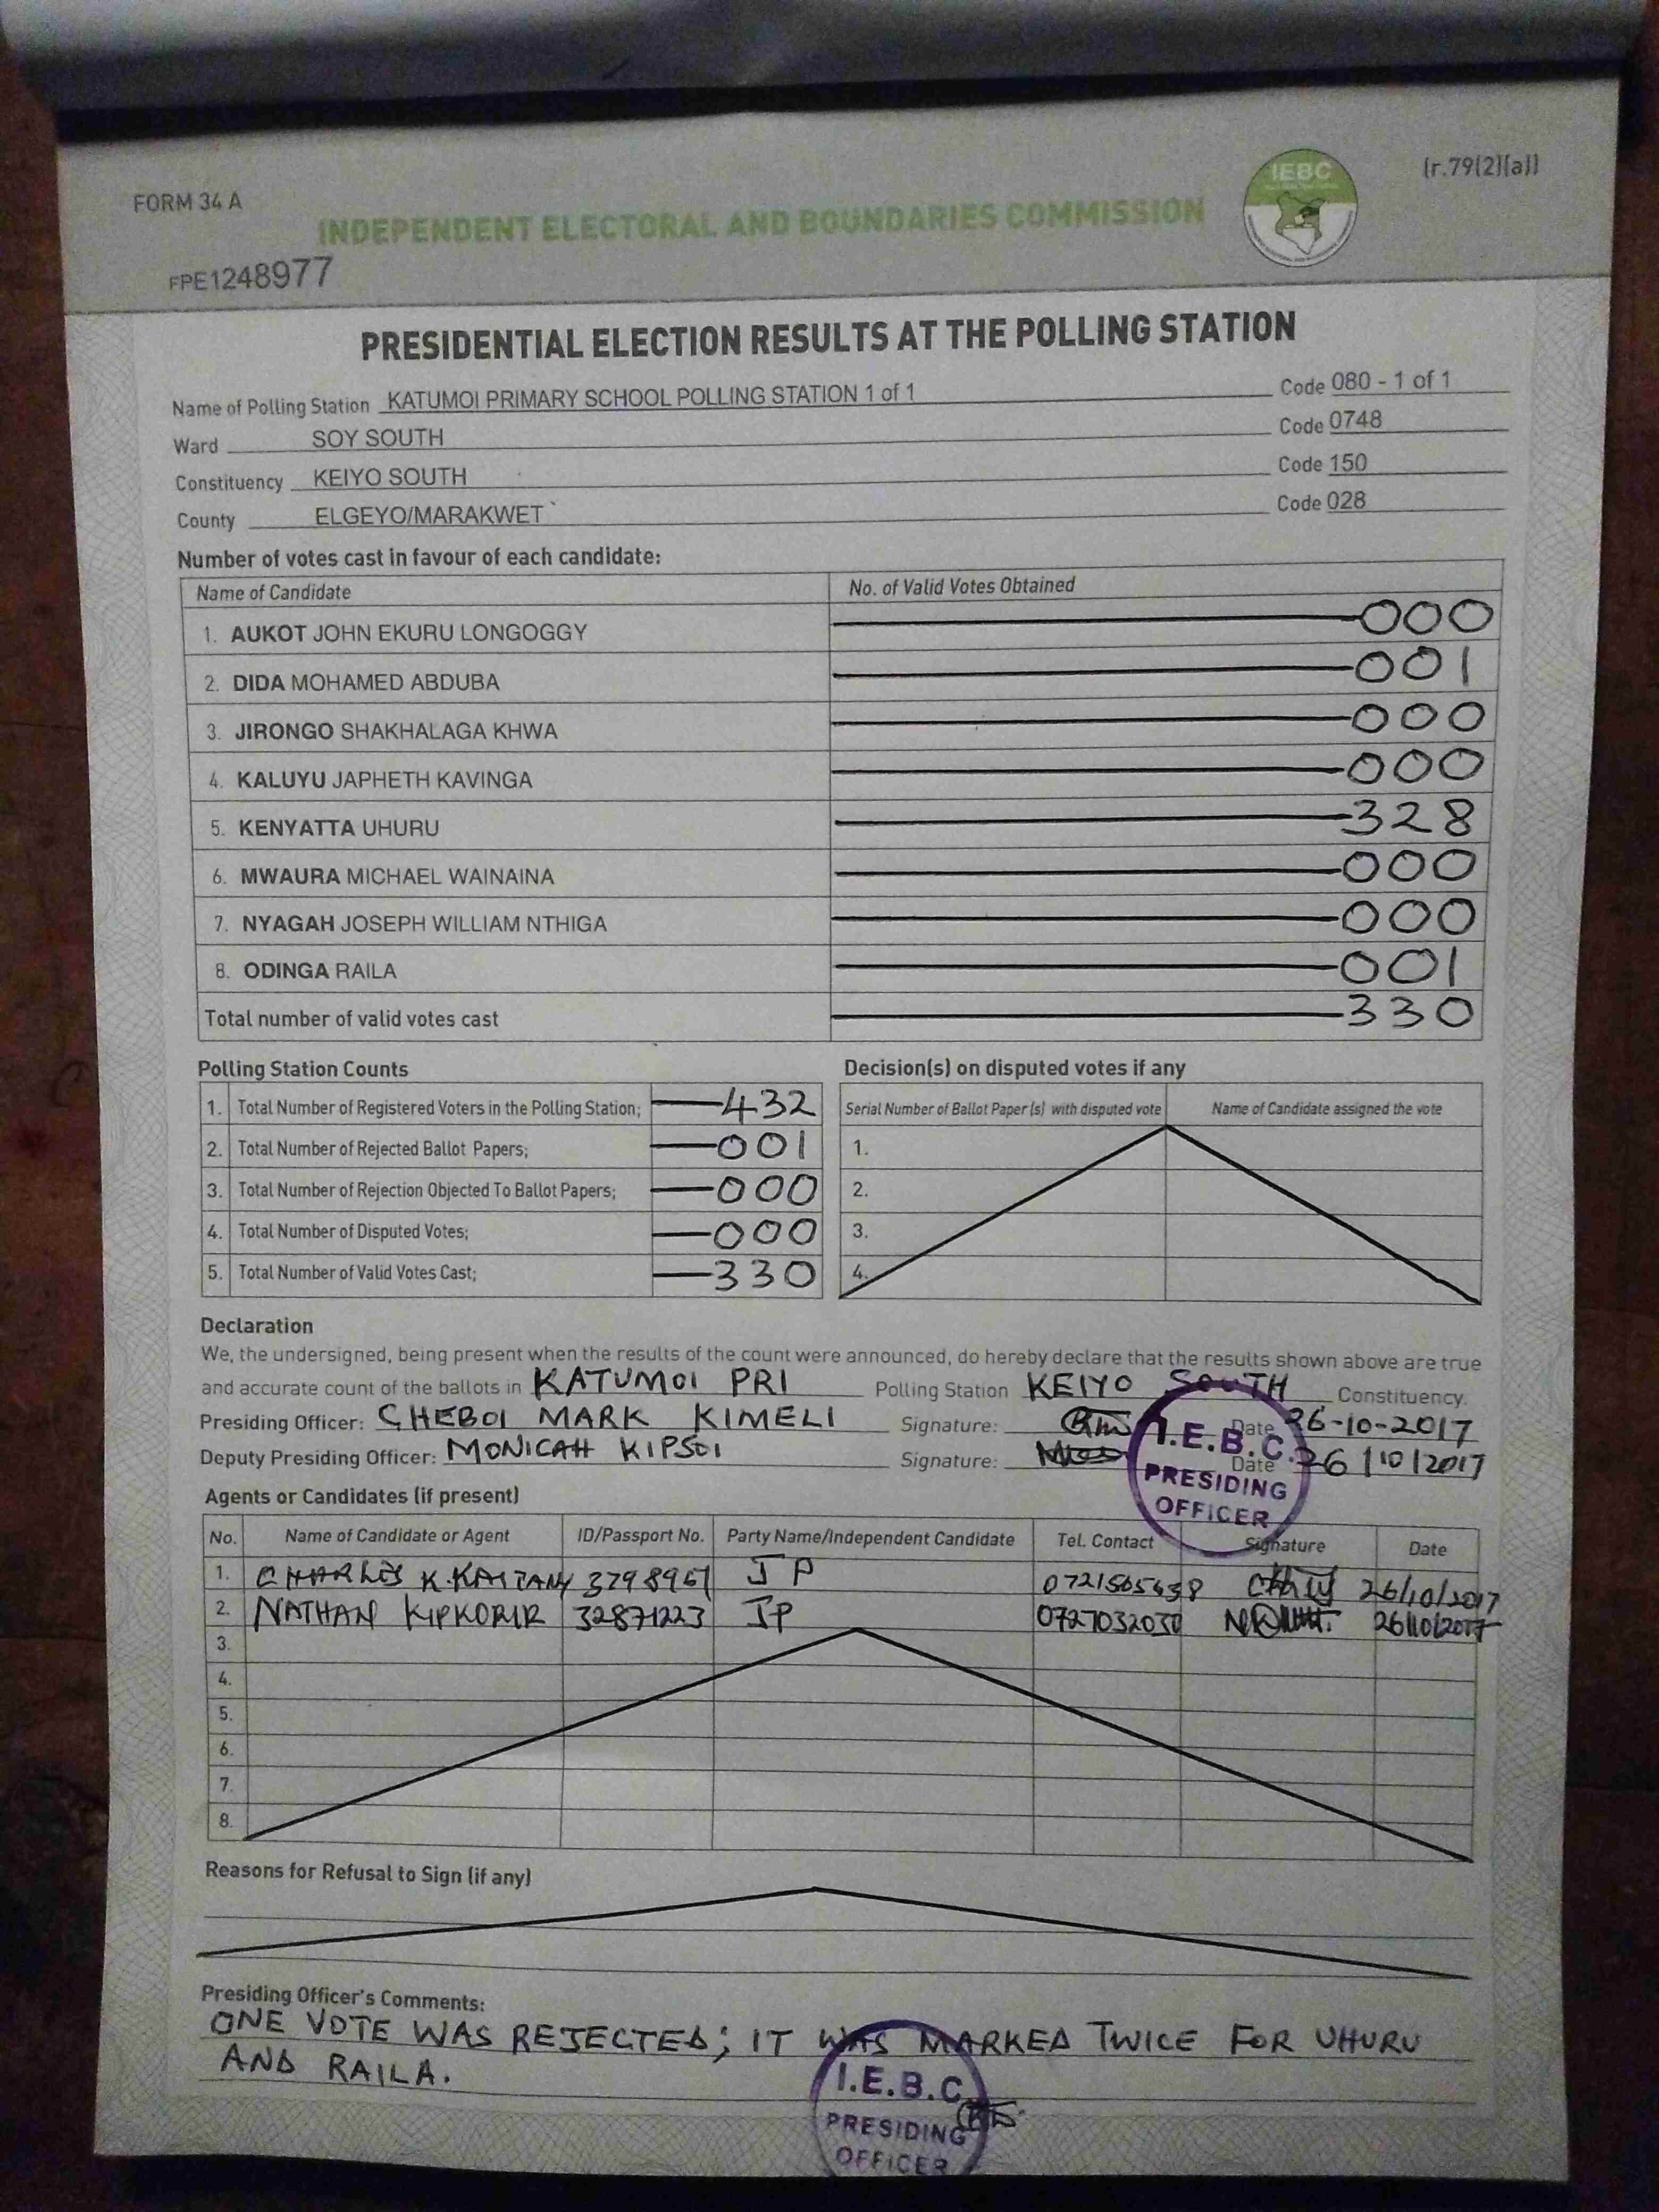 FORM 34 A
(r.79(2)(a))
IEBC
INDEPENDENT ELECTORAL AND BOUNDARIES COMMISSION
FPE1248977
PRESIDENTIAL ELECTION RESULTS AT THE POLLING STATION
Name of Polling Station KATUMOI PRIMARY SCHOOL POLLING STATION 1 of 1 Code 080 - 1 of 1
Ward SOY SOUTH Code 0748
Constituency KEIYO SOUTH Code 150
County ELGEYO/MARAKWET Code 028
Number of votes cast in favour of each candidate:
Name of Candidate No. of Valid Votes Obtained
1. AUKOT JOHN EKURU LONGOGGY 000
2. DIDA MOHAMED ABDUBA 001
3. JIRONGO SHAKHALAGA KHWA 000
4. KALUYU JAPHETH KAVINGA 000
5. KENYATTA UHURU 328
6. MWAURA MICHAEL WAINAINA 000
7. NYAGAH JOSEPH WILLIAM NTHIGA 000
8. ODINGA RAILA 001
Total number of valid votes cast 330
Polling Station Counts
1. Total Number of Registered Voters in the Polling Station; 432
2. Total Number of Rejected Ballot Papers; 001
3. Total Number of Rejection Objected To Ballot Papers; 000
4. Total Number of Disputed Votes; 000
5. Total Number of Valid Votes Cast; 330
Decision(s) on disputed votes if any
Serial Number of Ballot Paper (s) with disputed vote Name of Candidate assigned the vote
1.
2.
3.
4.
Declaration
We, the undersigned, being present when the results of the count were announced, do hereby declare that the results shown above are true
and accurate count of the ballots in KATUMOI PRI Polling Station KEIYO SOUTH Constituency.
Presiding Officer: CHEBOI MARK KIMELI Signature: Date 26-10-2017
Deputy Presiding Officer: MONICAH KIPSOI Signature: Date 26/10/2017
I.E.B.C.
PRESIDING
OFFICER
Agents or Candidates (if present)
No. Name of Candidate or Agent ID/Passport No. Party Name/Independent Candidate Tel. Contact Signature Date
1. CHARLES K. KAITANY JP 26/10/2017
2. NATHAN KIPKORIR 32871223 JP 26/10/2017
3.
4.
5.
6.
7.
8.
Reasons for Refusal to Sign (if any)
Presiding Officer's Comments:
ONE VOTE WAS REJECTED; IT WAS MARKED TWICE FOR UHURU
AND RAILA.
I.E.B.C
PRESIDING
OFFICER